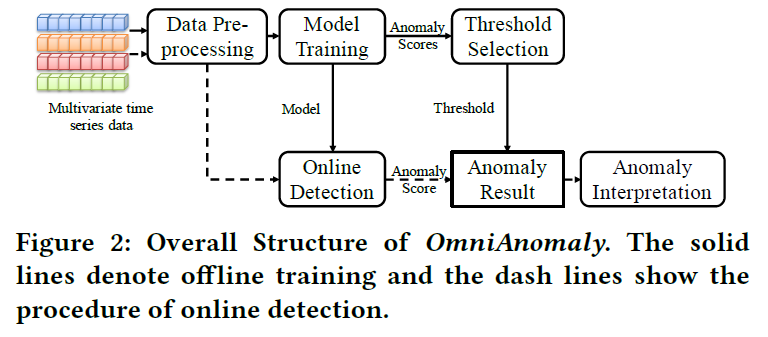 Data Pre-
processing
Model
Training
Anomaly
Scores
Threshold
Selection
Multivariate time
series data
Model
Threshold
Online
Detection
Anomaly
Score
Anomaly
Result
Anomaly
Interpretation
Figure 2: Overall Structure of OmniAnomaly. The solid
lines denote offline training and the dash lines show the
procedure of online detection.